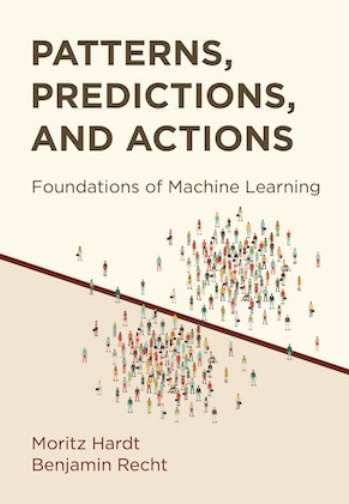 PATTERNS,
PREDICTIONS,
AND ACTIONS
Foundations of Machine Learning
Moritz Hardt
Benjamin Recht